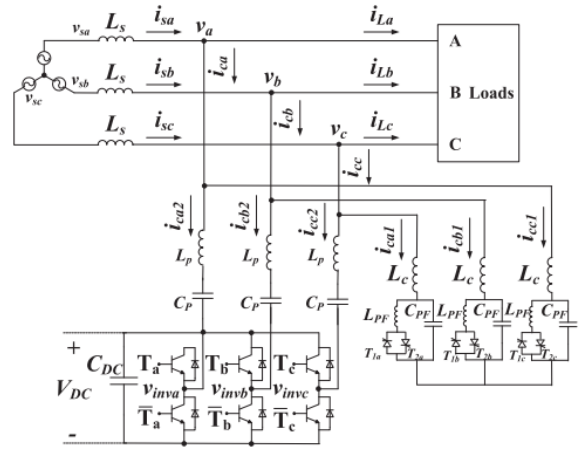 v_sa L_s i_sa v_a i_La A
i_ca
v_sb L_s i_sb v_b i_Lb B Loads
v_sc i_cb
L_s i_sc v_c i_Lc C
i_cc
i_ca2 i_cb2 i_cc2 i_ca1 i_cb1 i_cc1
L_p L_p L_p L_c L_c L_c
C_P C_P C_P L_PF C_PF L_PF C_PF L_PF C_PF
T_1a T_2a T_1b T_2b T_1c T_2c
+ C_DC T_a T_b T_c
V_DC v_inva v_invb v_invc
- T̅_a T̅_b T̅_c